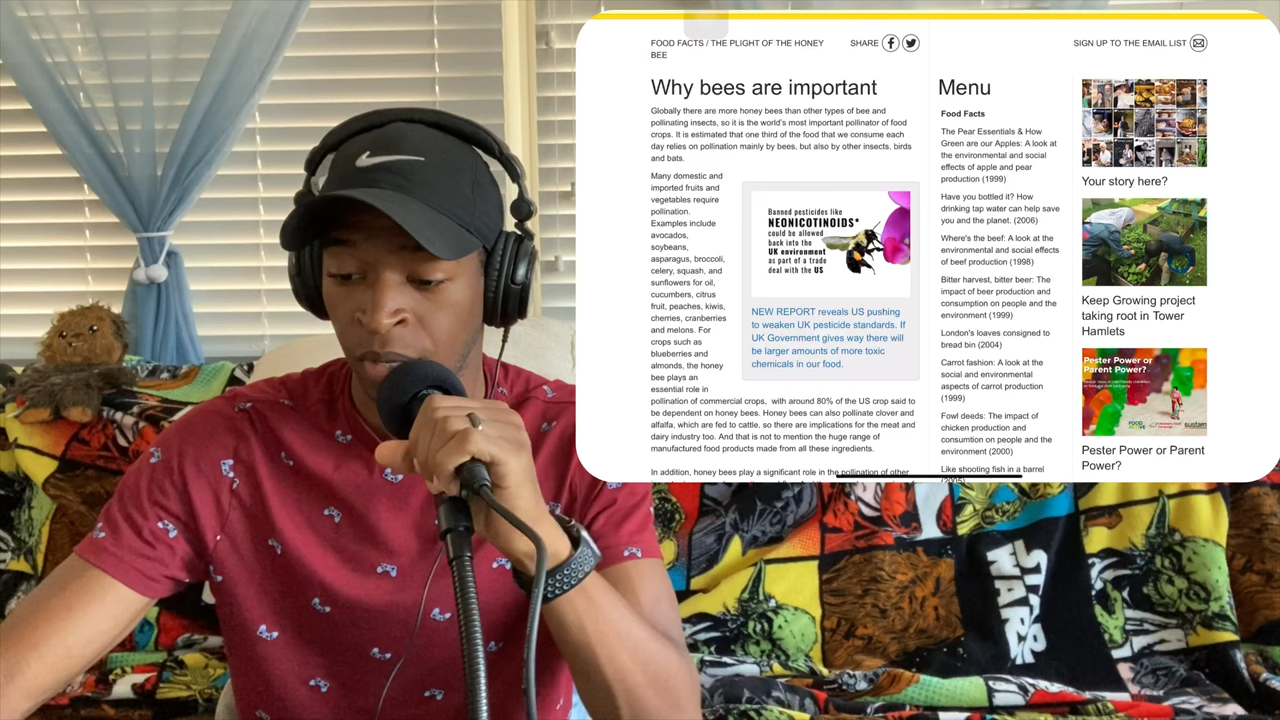 FOOD FACTS / THE PLIGHT OF THE HONEY
BEE
SHARE
SIGN UP TO THE EMAIL LIST
Why bees are important
Globally there are more honey bees than other types of bee and
pollinating insects, so it is the world's most important pollinator of food
crops. It is estimated that one third of the food that we consume each
day relies on pollination mainly by bees, but also by other insects, birds
and bats.
Many domestic and
imported fruits and
vegetables require
pollination.
Examples include
avocados,
soybeans,
asparagus, broccoli,
celery, squash, and
sunflowers for oil,
cucumbers, citrus
fruit, peaches, kiwis,
cherries, cranberries
and melons. For
crops such as
blueberries and
almonds, the honey
bee plays an
essential role in
pollination of commercial crops, with around 80% of the US crop said to
be dependent on honey bees. Honey bees can also pollinate clover and
alfalfa, which are fed to cattle, so there are implications for the meat and
dairy industry too. And that is not to mention the huge range of
manufactured food products made from all these ingredients.
In addition, honey bees play a significant role in the pollination of other
Banned pesticides like
NEONICOTINOIDS*
could be allowed
back into the
UK environment
as part of a trade
deal with the US
NEW REPORT reveals US pushing
to weaken UK pesticide standards. If
UK Government gives way there will
be larger amounts of more toxic
chemicals in our food.
Menu
Food Facts
The Pear Essentials & How
Green are our Apples: A look at
the environmental and social
effects of apple and pear
production (1999)
Have you bottled it? How
drinking tap water can help save
you and the planet. (2006)
Where's the beef: A look at the
environmental and social effects
of beef production (1998)
Bitter harvest, bitter beer: The
impact of beer production and
consumption on people and the
environment (1999)
London's loaves consigned to
bread bin (2004)
Carrot fashion: A look at the
social and environmental
aspects of carrot production
(1999)
Fowl deeds: The impact of
chicken production and
consumtion on people and the
environment (2000)
Like shooting fish in a barrel
(2005)
Your story here?
Keep Growing project
taking root in Tower
Hamlets
Pester Power or
Parent Power?
sustain
Pester Power or Parent
Power?
STAR
WARS